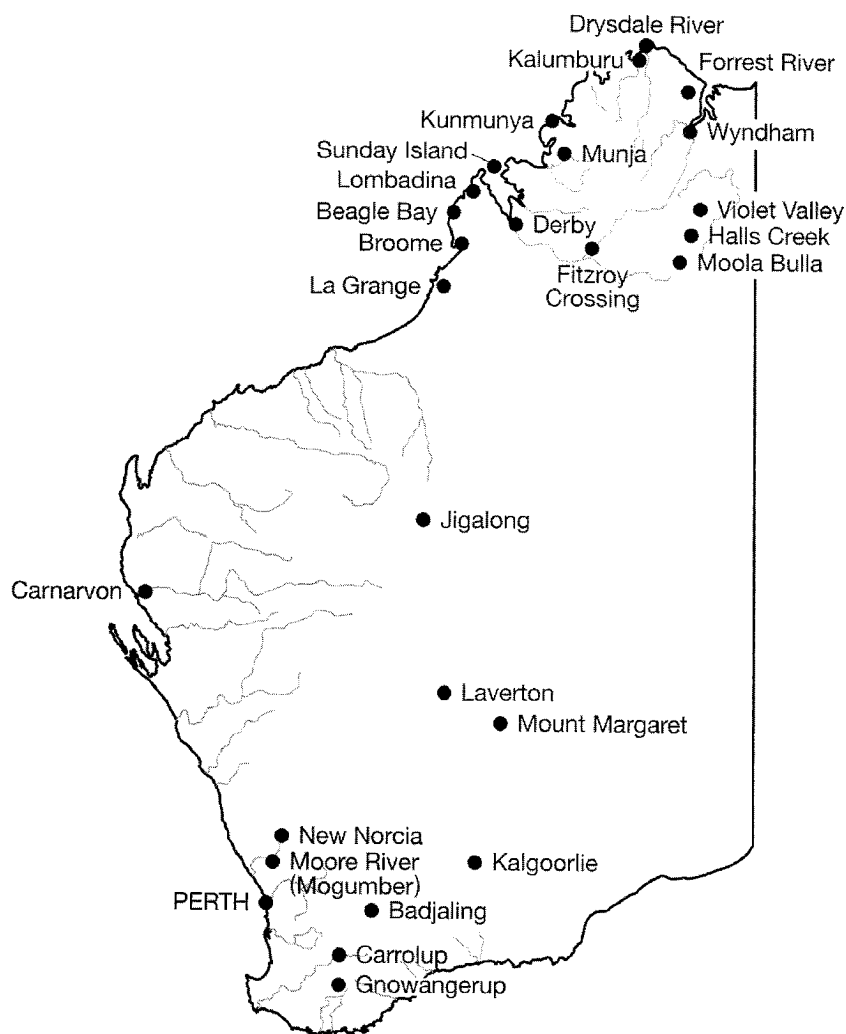 Drysdale River
Kalumburu
Forrest River
Kunmunya
Wyndham
Sunday Island
Munja
Lombadina
Beagle Bay
Violet Valley
Derby
Halls Creek
Broome
Moola Bulla
Fitzroy
Crossing
La Grange
Jigalong
Carnarvon
Laverton
Mount Margaret
New Norcia
Moore River
(Mogumber)
Kalgoorlie
PERTH
Badjaling
Carrolup
Gnowangerup